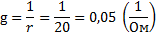 g = 1/r = 1/20 = 0,05 (1/Ом)